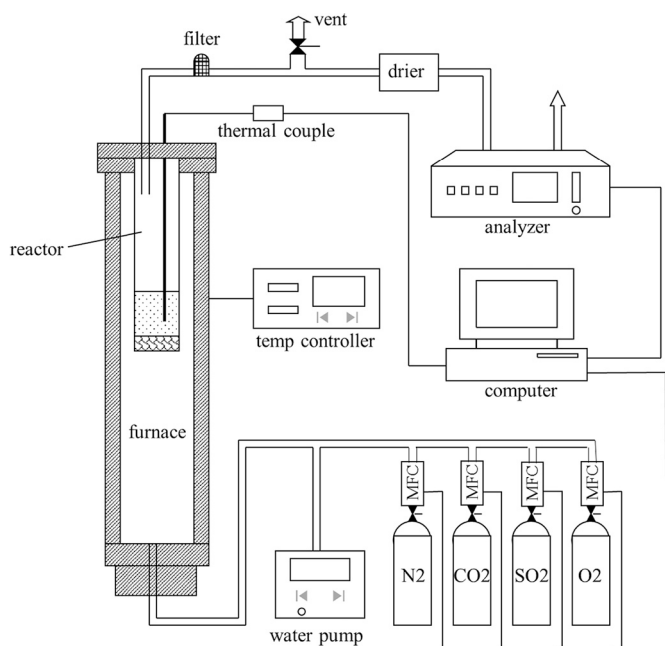 vent
filter
drier
thermal couple
analyzer
reactor
temp controller
computer
furnace
MFC
MFC
MFC
MFC
N2
CO2
SO2
O2
water pump